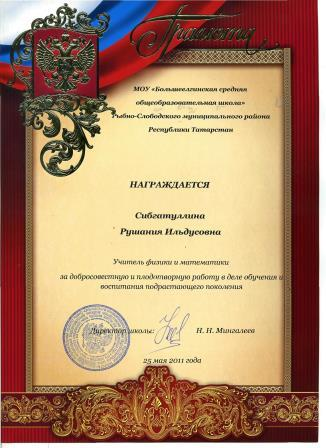 Грамота
МОУ «Большеелгинская средняя
общеобразовательная школа»
Рыбно-Слободского муниципального района
Республики Татарстан
НАГРАЖДАЕТСЯ
Сибгатуллина
Рушания Ильдусовна
Учитель физики и математики
за добросовестную и плодотворную работу в деле обучения и
воспитания подрастающего поколения
Директор школы: Н. Н. Мингалеев
25 мая 2011 года